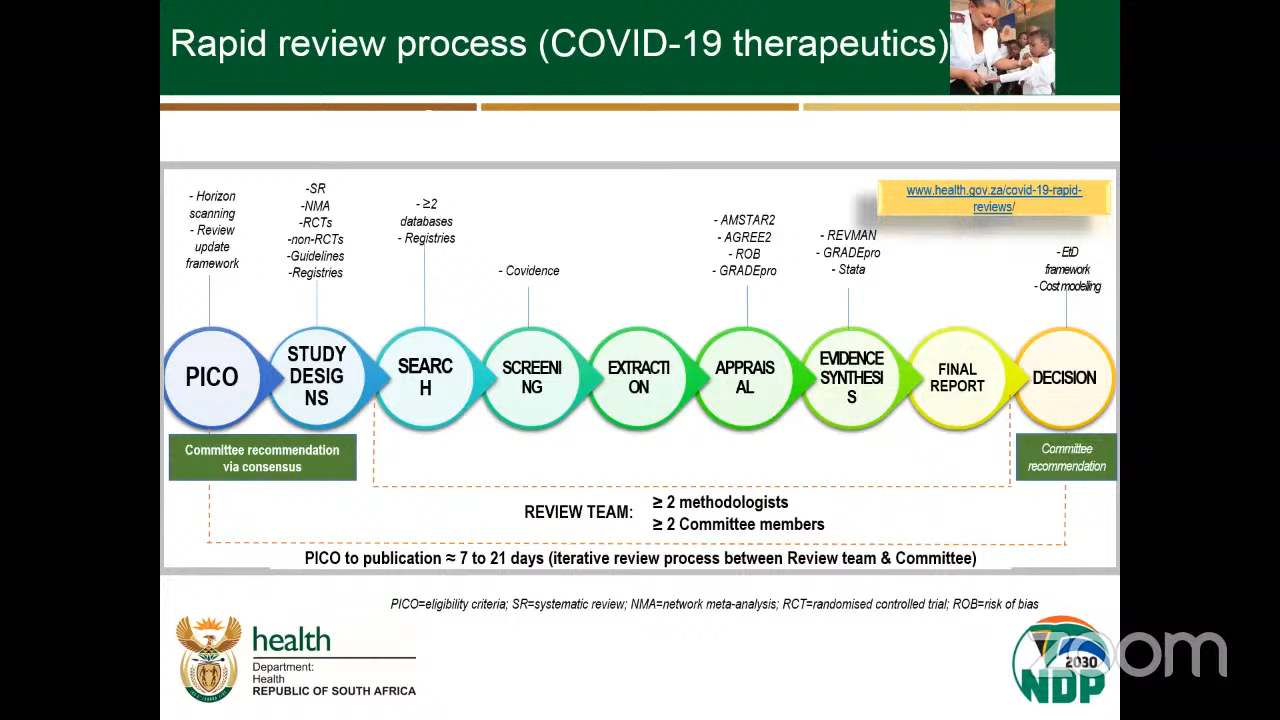 Rapid review process (COVID-19 therapeutics)
- Horizon
scanning
- Review
update
framework
-SR
-NMA
-RCTs
-non-RCTs
-Guidelines
-Registries
- ≥2
databases
- Registries
- Covidence
- AMSTAR2
- AGREE2
- ROB
- GRADEpro
- REVMAN
- GRADEpro
- Stata
www.health.gov.za/covid-19-rapid-
reviews/
- EtD
framework
- Cost modelling
PICO
STUDY
DESIG
NS
SEARC
H
SCREENI
NG
EXTRACTI
ON
APPRAIS
AL
EVIDENCE
SYNTHESI
S
FINAL
REPORT
DECISION
Committee recommendation
via consensus
Committee
recommendation
REVIEW TEAM:
≥ 2 methodologists
≥ 2 Committee members
PICO to publication ≈ 7 to 21 days (iterative review process between Review team & Committee)
PICO=eligibility criteria; SR=systematic review; NMA=network meta-analysis; RCT=randomised controlled trial; ROB=risk of bias
health
Department:
Health
REPUBLIC OF SOUTH AFRICA
2030
NDP
zoom